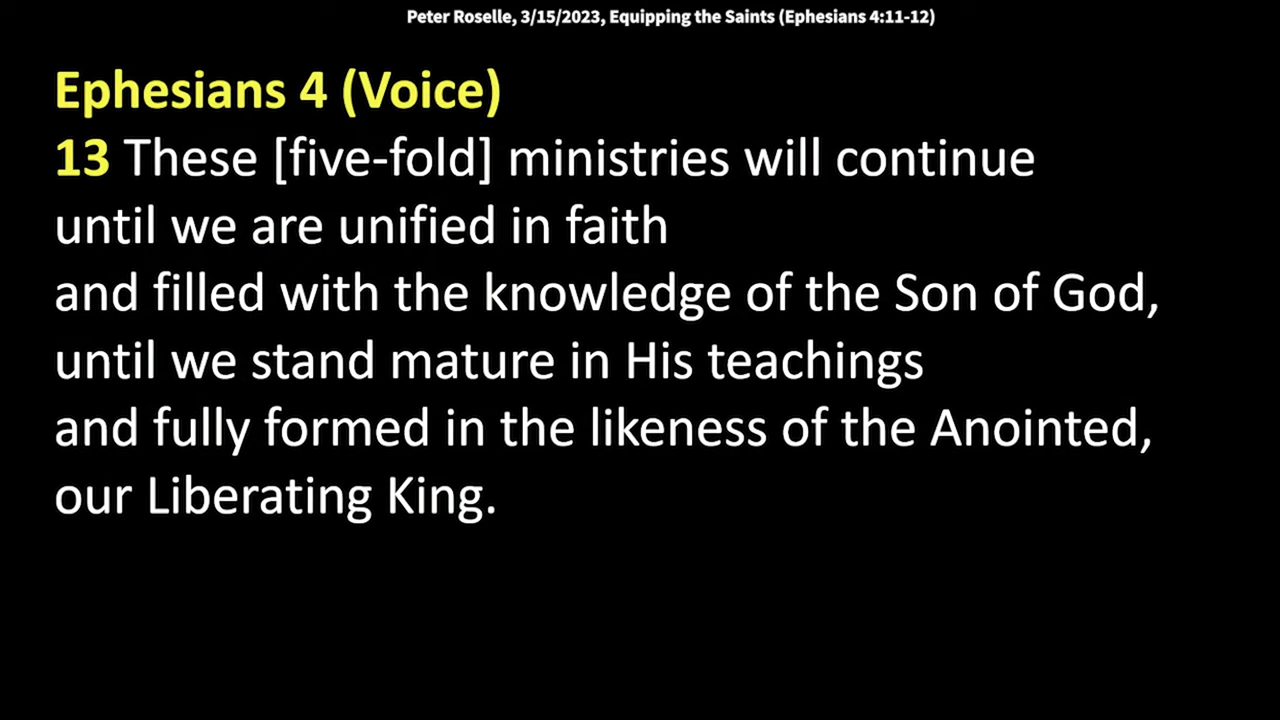 Peter Roselle, 3/15/2023, Equipping the Saints (Ephesians 4:11-12)
Ephesians 4 (Voice)
13 These [five-fold] ministries will continue
until we are unified in faith
and filled with the knowledge of the Son of God,
until we stand mature in His teachings
and fully formed in the likeness of the Anointed,
our Liberating King.